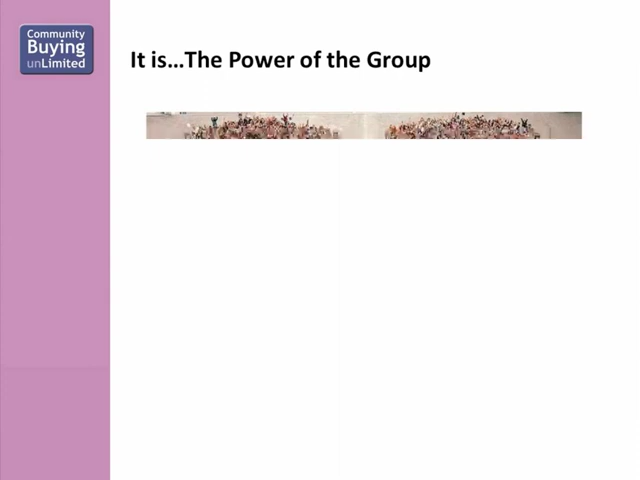 Community
Buying
unLimited
It is...The Power of the Group